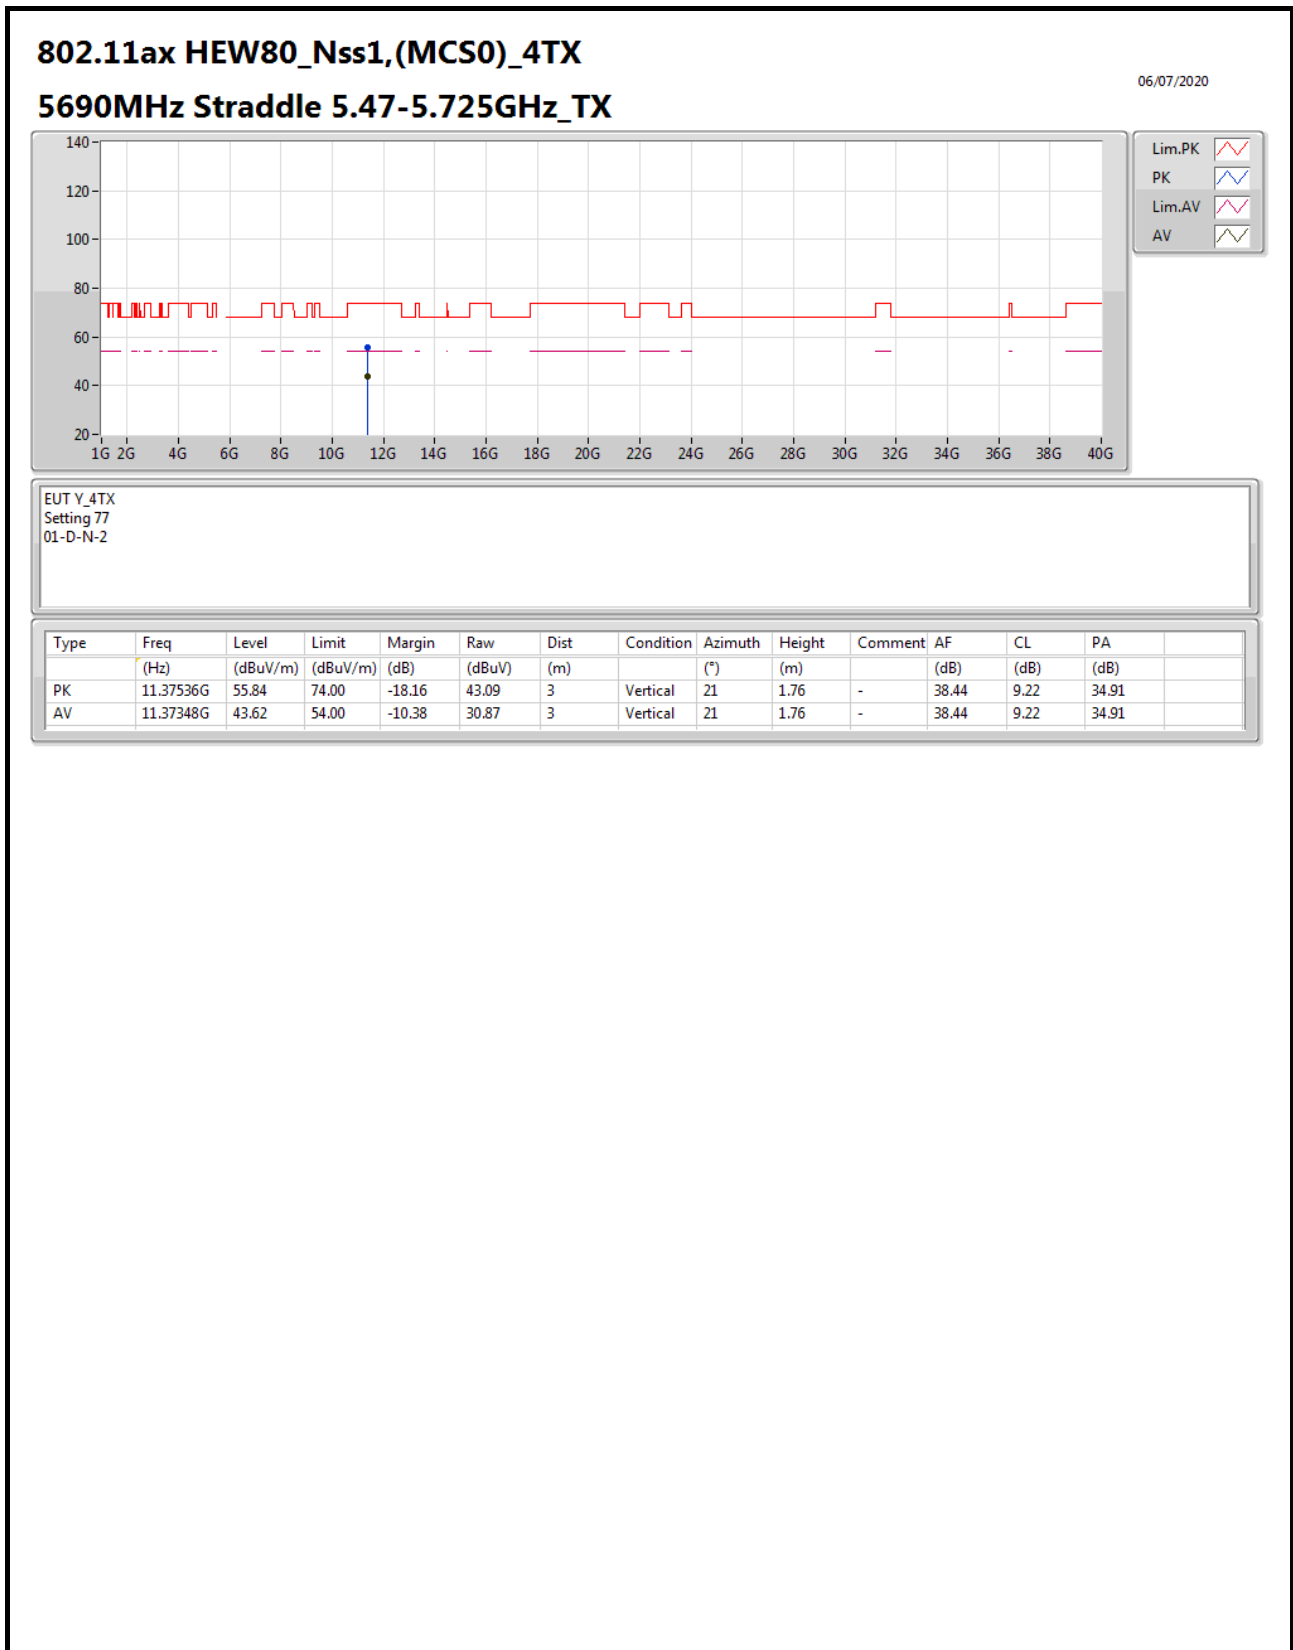 802.11ax HEW80_Nss1,(MCS0)_4TX
06/07/2020
5690MHz Straddle 5.47-5.725GHz_TX
140
120
100
80
60
40
20
1G 2G 4G 6G 8G 10G 12G 14G 16G 18G 20G 22G 24G 26G 28G 30G 32G 34G 36G 38G 40G
Lim.PK
PK
Lim.AV
AV
EUT Y_4TX
Setting 77
01-D-N-2
Type Freq Level Limit Margin Raw Dist Condition Azimuth Height Comment AF CL PA
(Hz) (dBuV/m) (dBuV/m) (dB) (dBuV) (m) (°) (m) (dB) (dB) (dB)
PK 11.37536G 55.84 74.00 -18.16 43.09 3 Vertical 21 1.76 - 38.44 9.22 34.91
AV 11.37348G 43.62 54.00 -10.38 30.87 3 Vertical 21 1.76 - 38.44 9.22 34.91